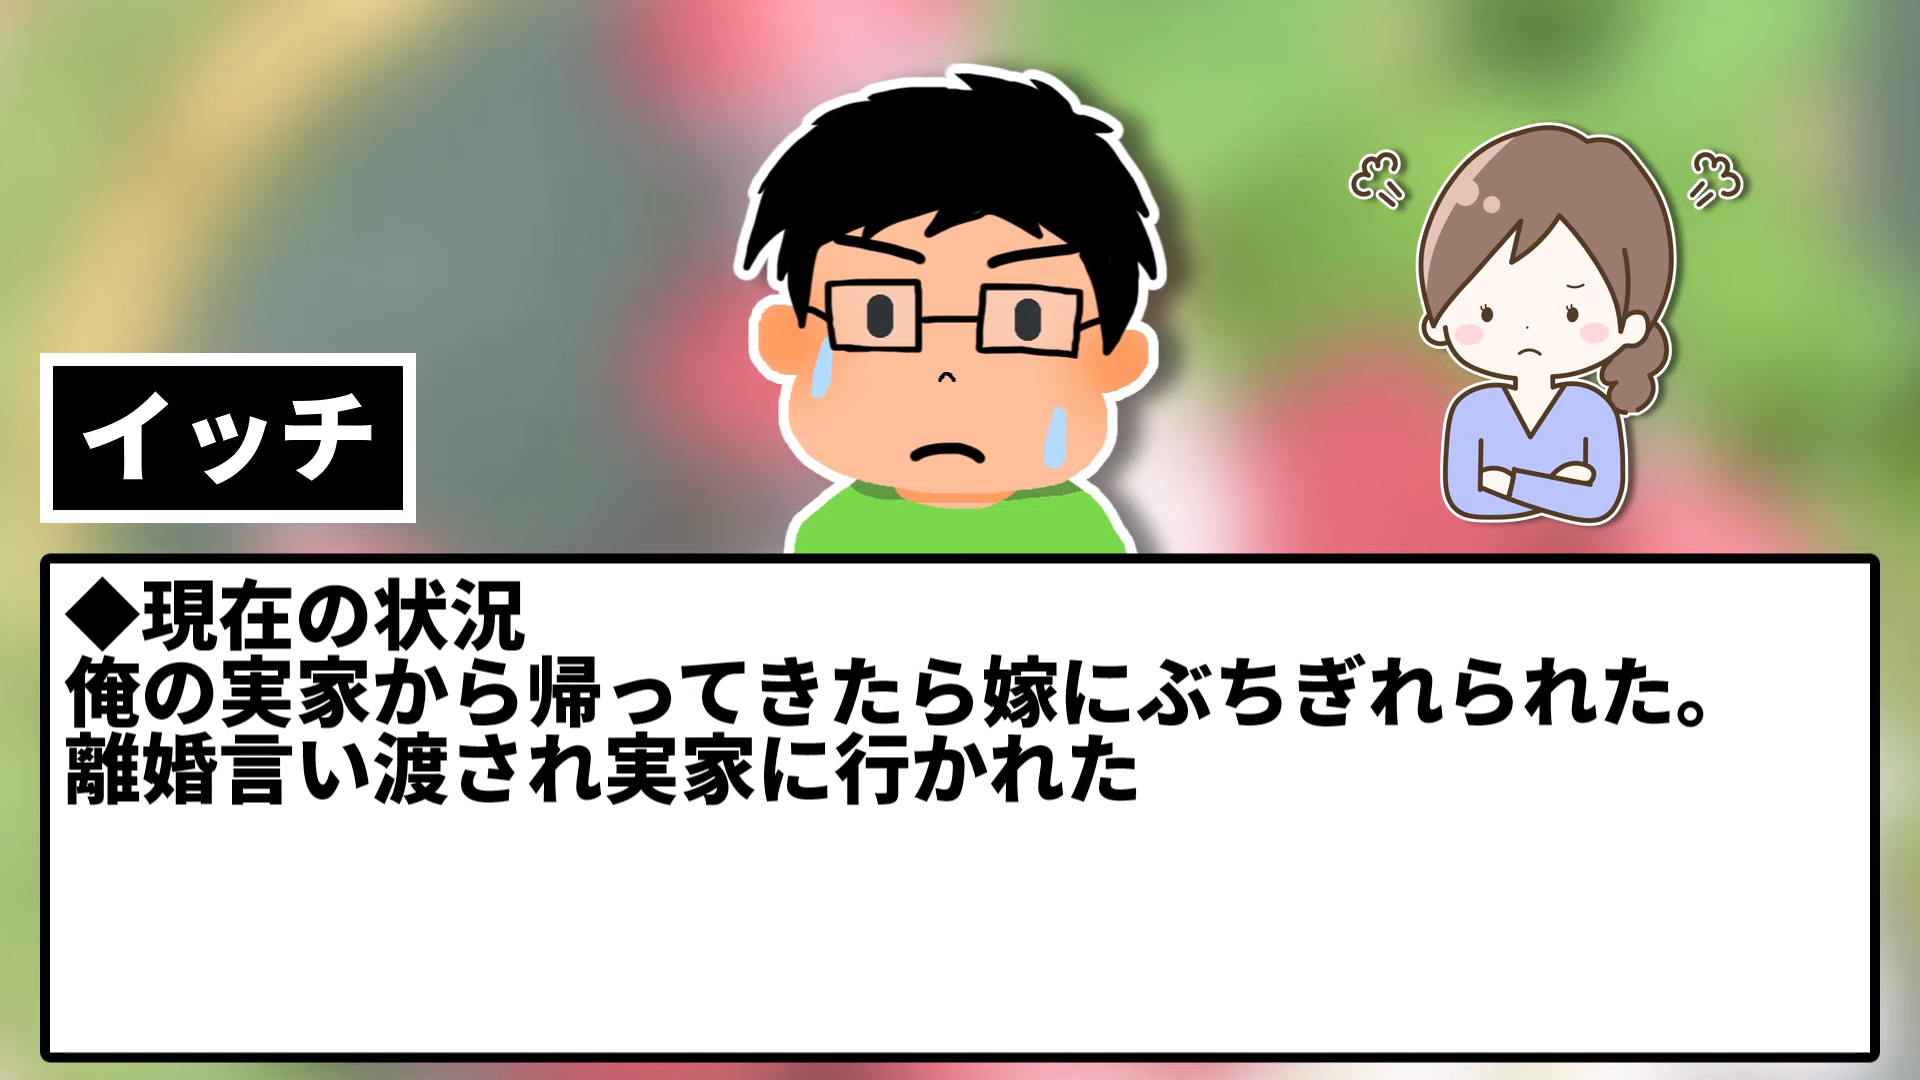 イッチ
◆現在の状況
俺の実家から帰ってきたら嫁にぶちぎれられた。
離婚言い渡され実家に行かれた